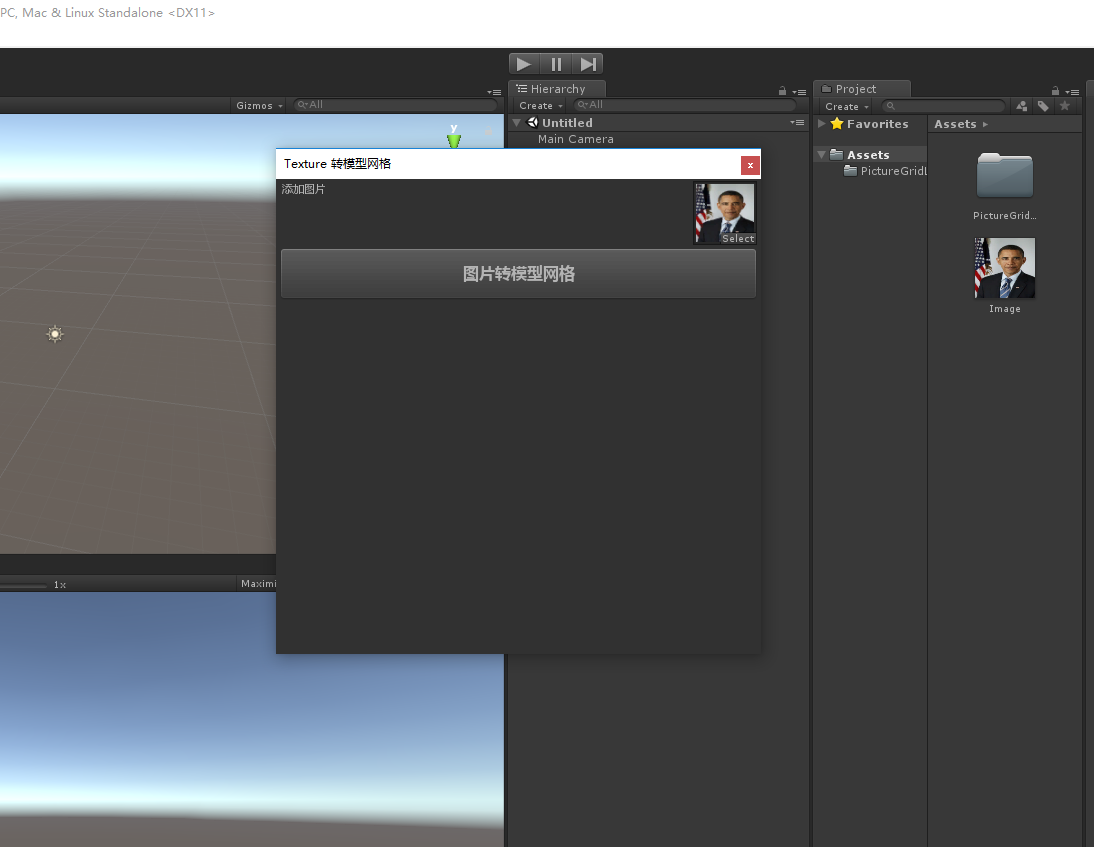 PC, Mac & Linux Standalone <DX11>
Hierarchy
Project
Gizmos
All
Create
All
Create
Untitled
Favorites
Assets
y
Main Camera
Texture 转模型网格
x
Assets
添加图片
PictureGridL
PictureGrid...
Select
图片转模型网格
Image
1x
Maximi